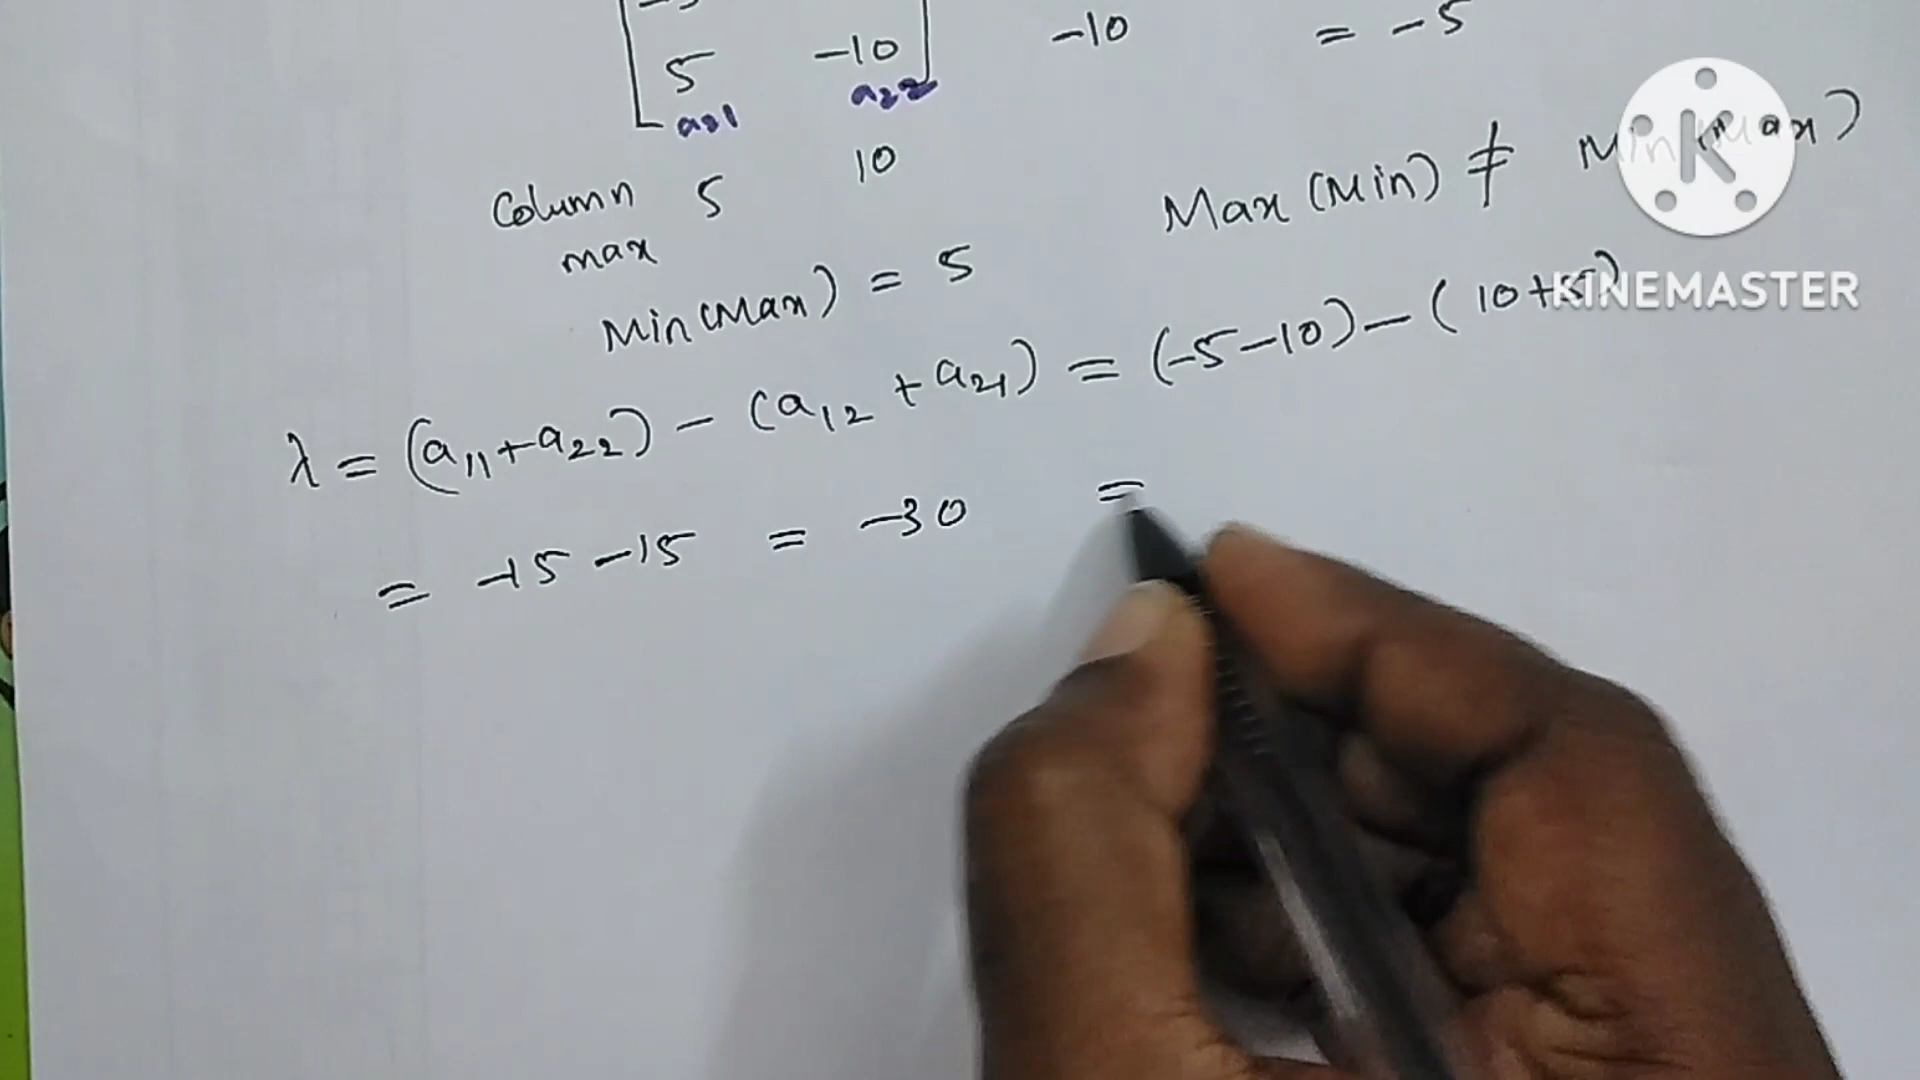 5 -10 -10 = -5
a21 a22
Column 5 10
max
Max (Min) ≠ Min (Max)
Min(Max) = 5
KINEMASTER
λ = (a11+a22) - (a12 + a21) = (-5-10) - (10+5)
= -15 -15 = -30 =